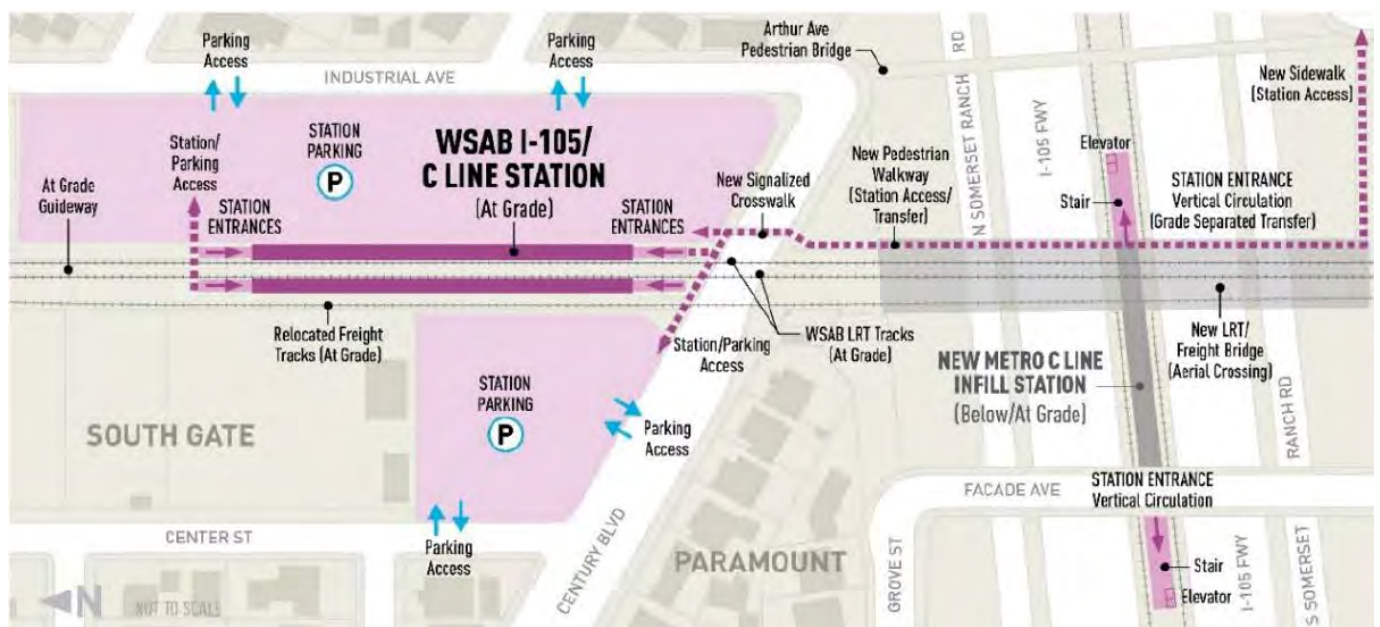 Parking
Access
INDUSTRIAL AVE
Parking
Access
Arthur Ave
Pedestrian Bridge
N SOMERSET RANCH RD
I-105 FWY
New Sidewalk
(Station Access)
Station/
Parking
Access
STATION
PARKING
P
WSAB I-105/
C LINE STATION
(At Grade)
New Signalized
Crosswalk
New Pedestrian
Walkway
(Station Access/
Transfer)
Elevator
Stair
STATION ENTRANCE
Vertical Circulation
(Grade Separated Transfer)
At Grade
Guideway
STATION
ENTRANCES
STATION
ENTRANCES
Relocated Freight
Tracks (At Grade)
Station/Parking
Access
WSAB LRT Tracks
(At Grade)
NEW METRO C LINE
INFILL STATION
(Below/At Grade)
New LRT/
Freight Bridge
(Aerial Crossing)
STATION
PARKING
P
SOUTH GATE
Parking
Access
RANCH RD
STATION ENTRANCE
Vertical Circulation
FACADE AVE
CENTER ST
Parking
Access
CENTURY BLVD
PARAMOUNT
GROVE ST
Stair
Elevator
I-105 FWY
S SOMERSET
N
NOT TO SCALE